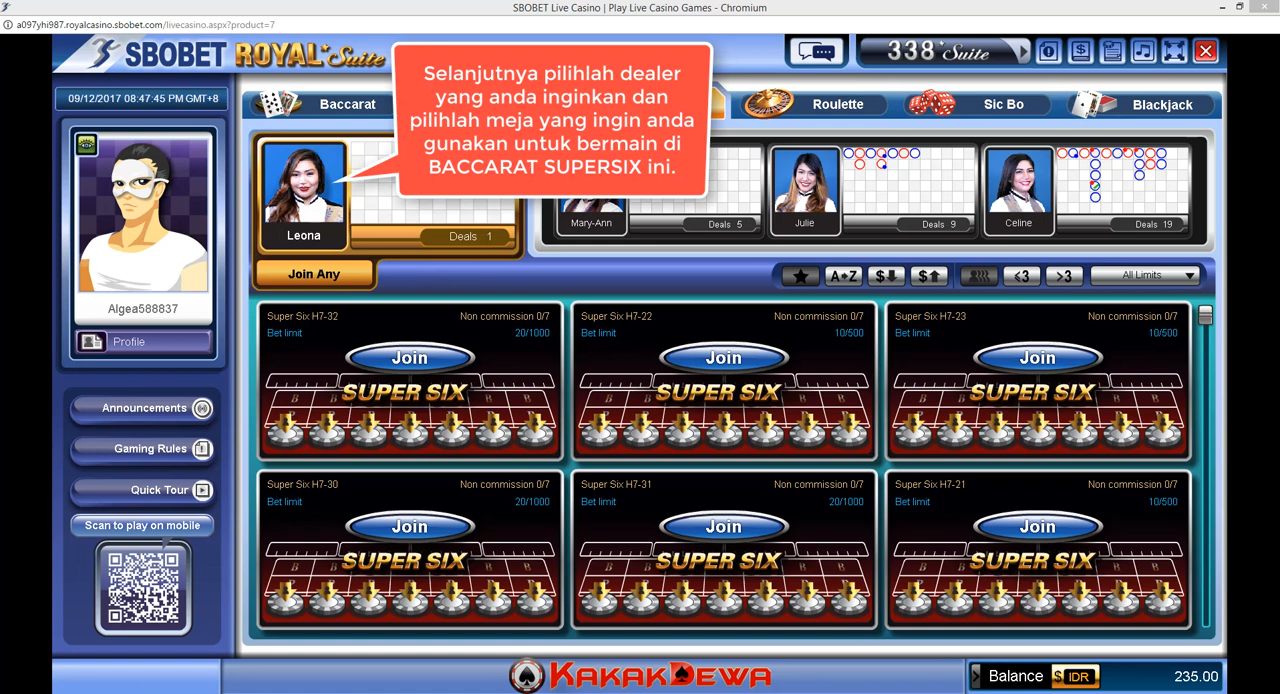 SBOBET Live Casino | Play Live Casino Games - Chromium
a097yhi987.royalcasino.sbobet.com/livecasino.aspx?product=7
SBOBET ROYAL Suite
338 Suite
Selanjutnya pilihlah dealer
yang anda inginkan dan
pilihlah meja yang ingin anda
gunakan untuk bermain di
BACCARAT SUPERSIX ini.
09/12/2017 08:47:45 PM GMT+8
Baccarat
Roulette
Sic Bo
Blackjack
Leona
Deals 1
Mary-Ann
Deals 5
Julie
Deals 9
Celine
Deals 19
Join Any
A Z
$
$
<3
>3
All Limits
Algea588837
Profile
Announcements
Gaming Rules
Quick Tour
Scan to play on mobile
Super Six H7-32 Non commission 0/7
Bet limit 20/1000
Join
SUPER SIX
B B B B B
Super Six H7-22 Non commission 0/7
Bet limit 10/500
Join
SUPER SIX
B B B B B
Super Six H7-23 Non commission 0/7
Bet limit 10/500
Join
SUPER SIX
B B B B B
Super Six H7-30 Non commission 0/7
Bet limit 20/1000
Join
SUPER SIX
B B B B B
Super Six H7-31 Non commission 0/7
Bet limit 20/1000
Join
SUPER SIX
B B B B B
Super Six H7-21 Non commission 0/7
Bet limit 10/500
Join
SUPER SIX
B B B B B
KAKAKDEWA
Balance $ IDR 235.00